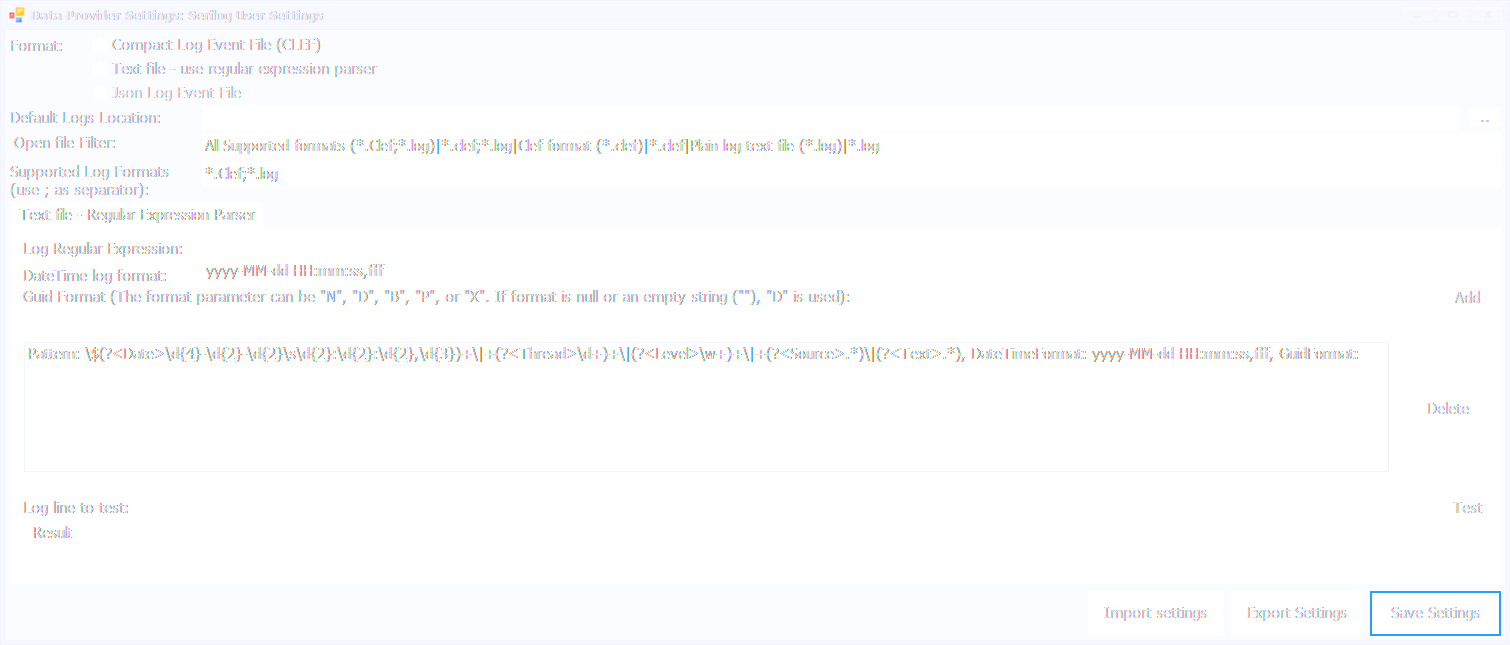 Data Provider Settings: Serilog User Settings
Format:
Compact Log Event File (CLEF)
Text file - use regular expression parser
Json Log Event File
Default Logs Location:
..
Open file Filter:
All Supported formats (*.Clef;*.log)|*.clef;*.log|Clef format (*.clef)|*.clef|Plain log text file (*.log)|*.log
Supported Log Formats
(use ; as separator):
*.Clef;*.log
Text file - Regular Expression Parser
Log Regular Expression:
DateTime log format:
yyyy-MM-dd HH:mm:ss,fff
Guid Format (The format parameter can be "N", "D", "B", "P", or "X". If format is null or an empty string (""), "D" is used):
Add
Pattern: \$(?<Date>\d{4}-\d{2}-\d{2}\s\d{2}:\d{2}:\d{2},\d{3})+\|+(?<Thread>\d+)+\|(?<Level>\w+)+\|+(?<Source>.*)\|(?<Text>.*), DateTimeFormat: yyyy-MM-dd HH:mm:ss,fff, GuidFormat:
Delete
Log line to test:
Test
Result
Import settings
Export Settings
Save Settings